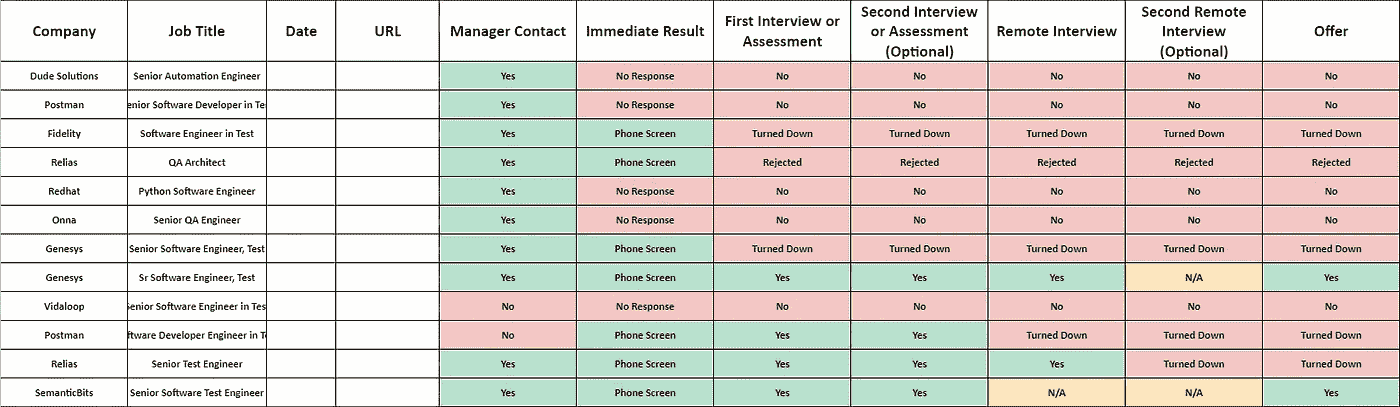 Company Job Title Date URL Manager Contact Immediate Result First Interview or Assessment Second Interview or Assessment (Optional) Remote Interview Second Remote Interview (Optional) Offer
Dude Solutions Senior Automation Engineer Yes No Response No No No No No
Postman enior Software Developer in Te Yes No Response No No No No No
Fidelity Software Engineer in Test Yes Phone Screen Turned Down Turned Down Turned Down Turned Down Turned Down
Relias QA Architect Yes Phone Screen Rejected Rejected Rejected Rejected Rejected
Redhat Python Software Engineer Yes No Response No No No No No
Onna Senior QA Engineer Yes No Response No No No No No
Genesys Senior Software Engineer, Test Yes Phone Screen Turned Down Turned Down Turned Down Turned Down Turned Down
Genesys Sr Software Engineer, Test Yes Phone Screen Yes Yes Yes N/A Yes
Vidaloop enior Software Engineer in Tes No No Response No No No No No
Postman ftware Developer Engineer in T No Phone Screen Yes Yes Turned Down Turned Down Turned Down
Relias Senior Test Engineer Yes Phone Screen Yes Yes Yes Turned Down Turned Down
SemanticBits Senior Software Test Engineer Yes Phone Screen Yes Yes N/A N/A Yes